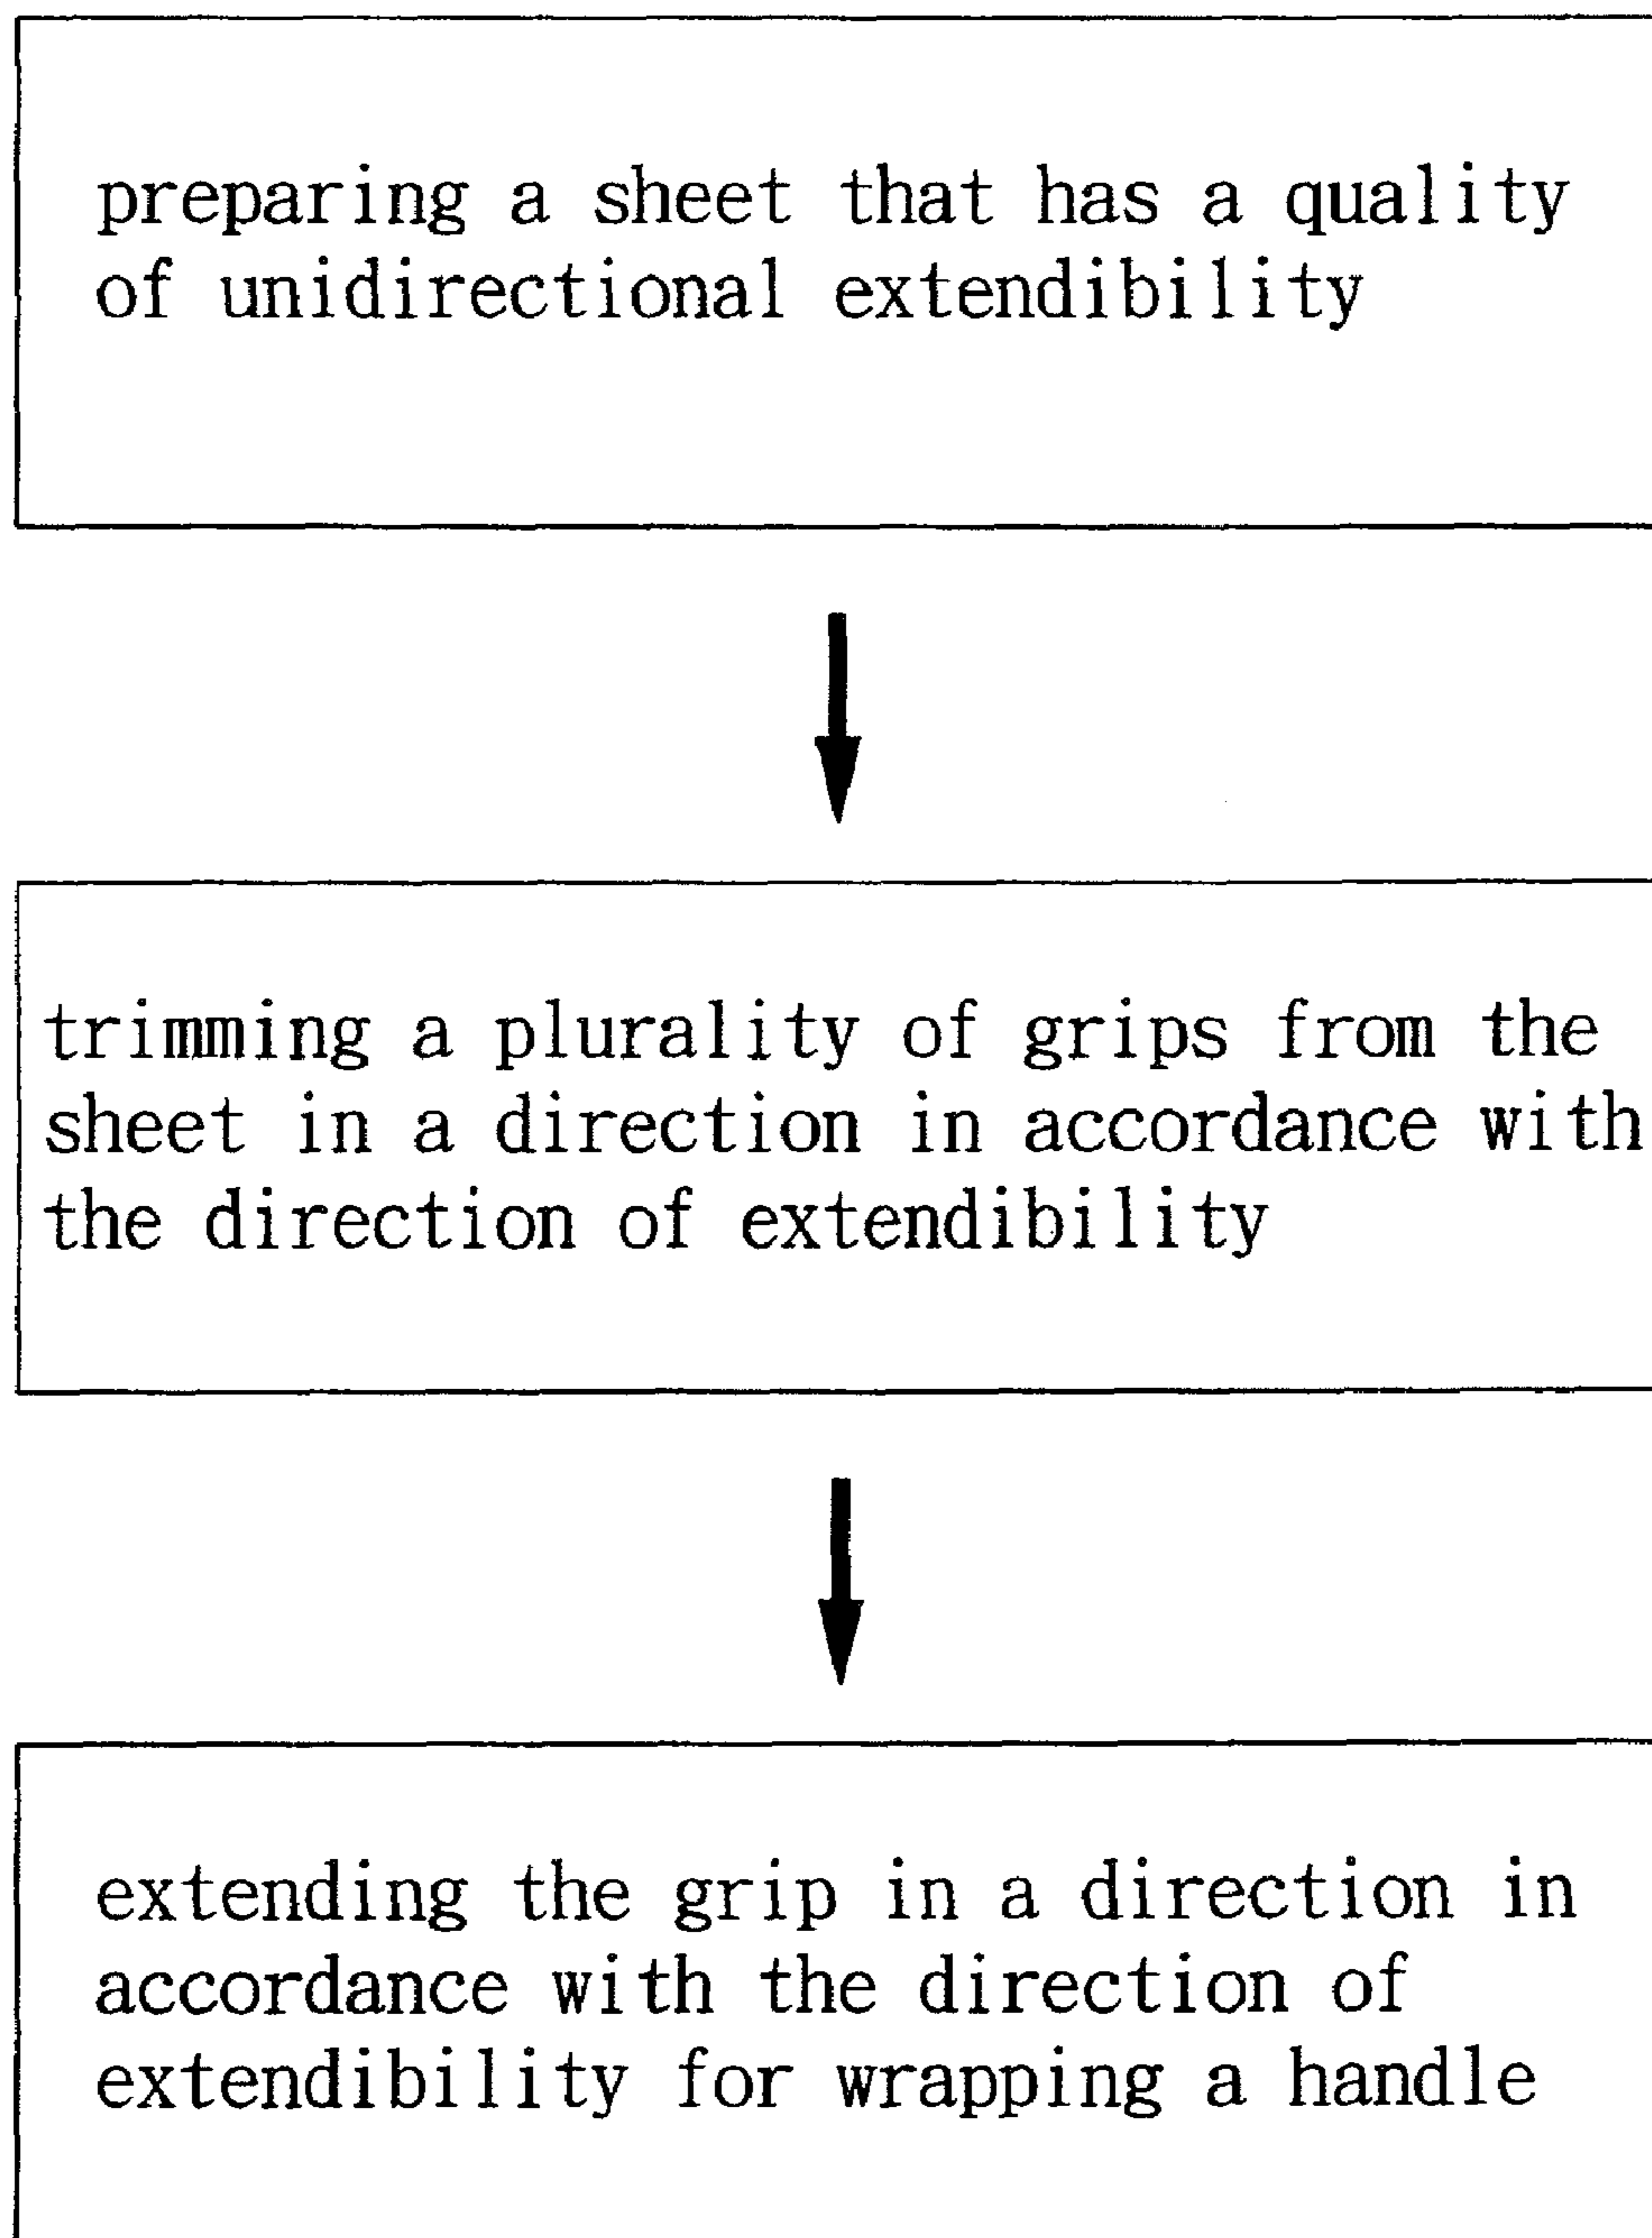 preparing a sheet that has a quality
of unidirectional extendibility
trimming a plurality of grips from the
sheet in a direction in accordance with
the direction of extendibility
extending the grip in a direction in
accordance with the direction of
extendibility for wrapping a handle